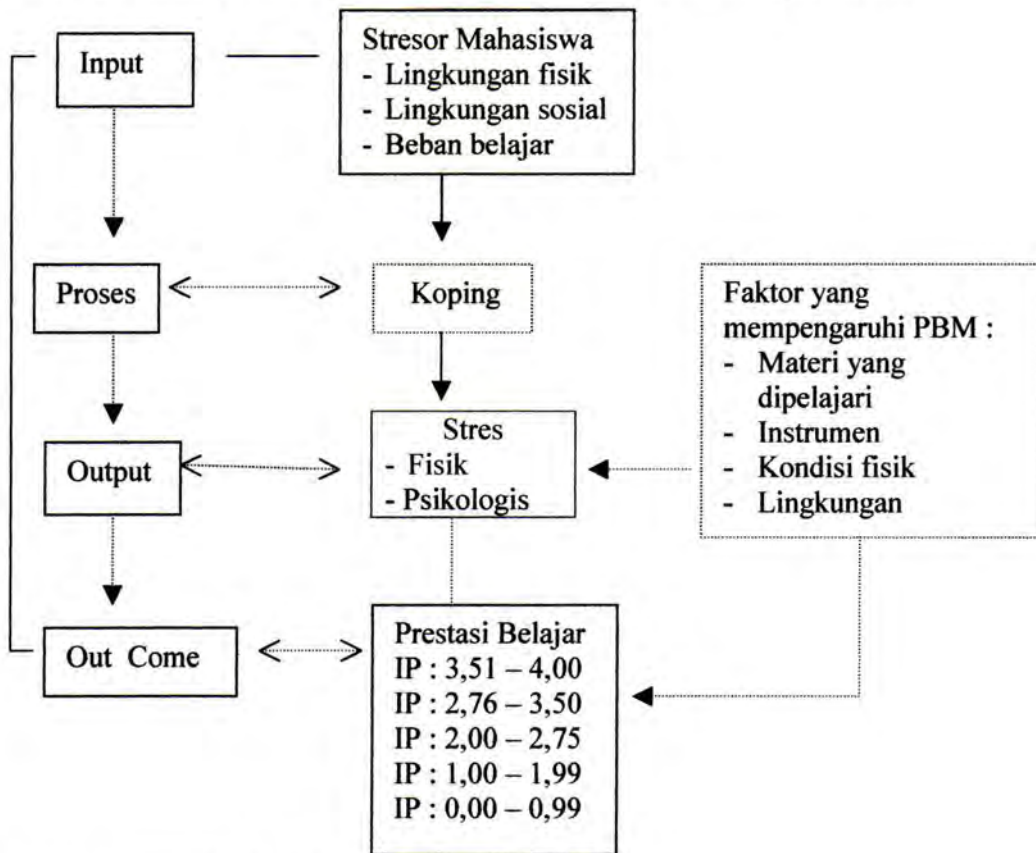 Input
Stresor Mahasiswa
- Lingkungan fisik
- Lingkungan sosial
- Beban belajar
Proses
Koping
Faktor yang
mempengaruhi PBM :
- Materi yang
dipelajari
- Instrumen
- Kondisi fisik
- Lingkungan
Output
Stres
- Fisik
- Psikologis
Out Come
Prestasi Belajar
IP : 3,51 – 4,00
IP : 2,76 – 3,50
IP : 2,00 – 2,75
IP : 1,00 – 1,99
IP : 0,00 – 0,99